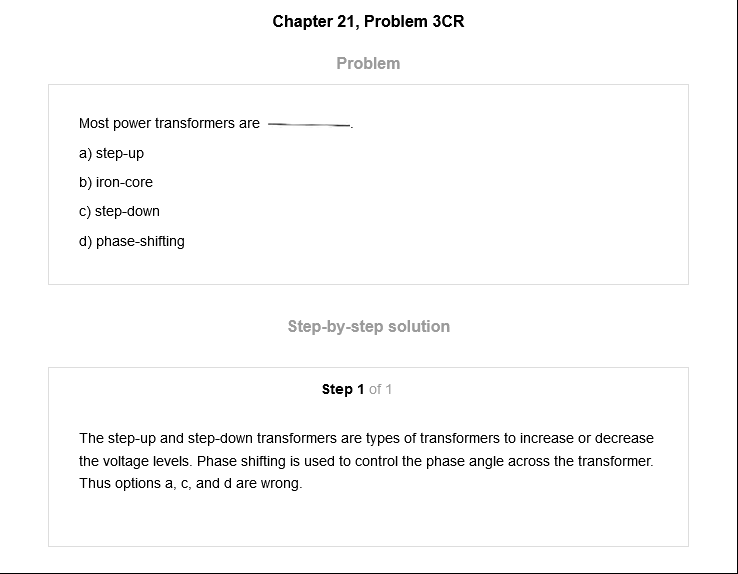 Chapter 21, Problem 3CR
Problem
Most power transformers are ________.
a) step-up
b) iron-core
c) step-down
d) phase-shifting
Step-by-step solution
Step 1 of 1
The step-up and step-down transformers are types of transformers to increase or decrease
the voltage levels. Phase shifting is used to control the phase angle across the transformer.
Thus options a, c, and d are wrong.